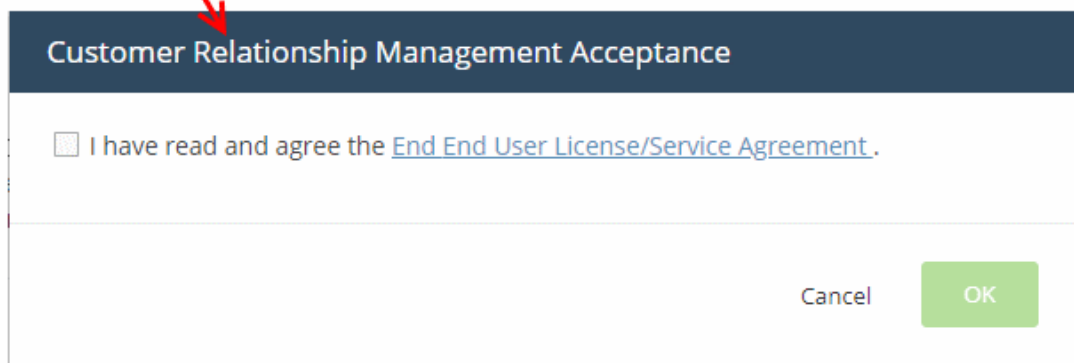 Customer Relationship Management Acceptance
I have read and agree the End End User License/Service Agreement .
Cancel
OK